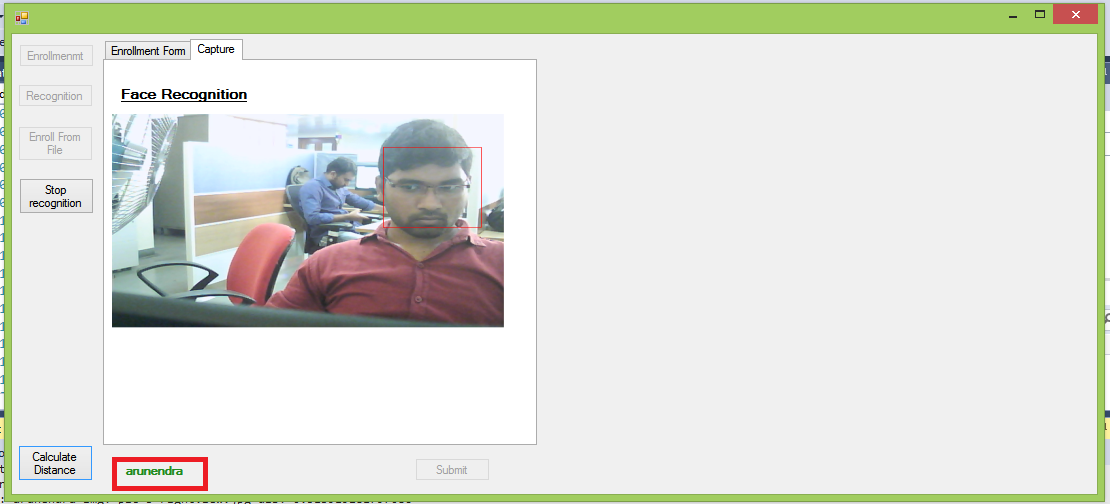 Enrollmenmt
Recognition
Enroll From
File
Stop
recognition
Calculate
Distance
Enrollment Form
Capture
Face Recognition
arunendra
Submit